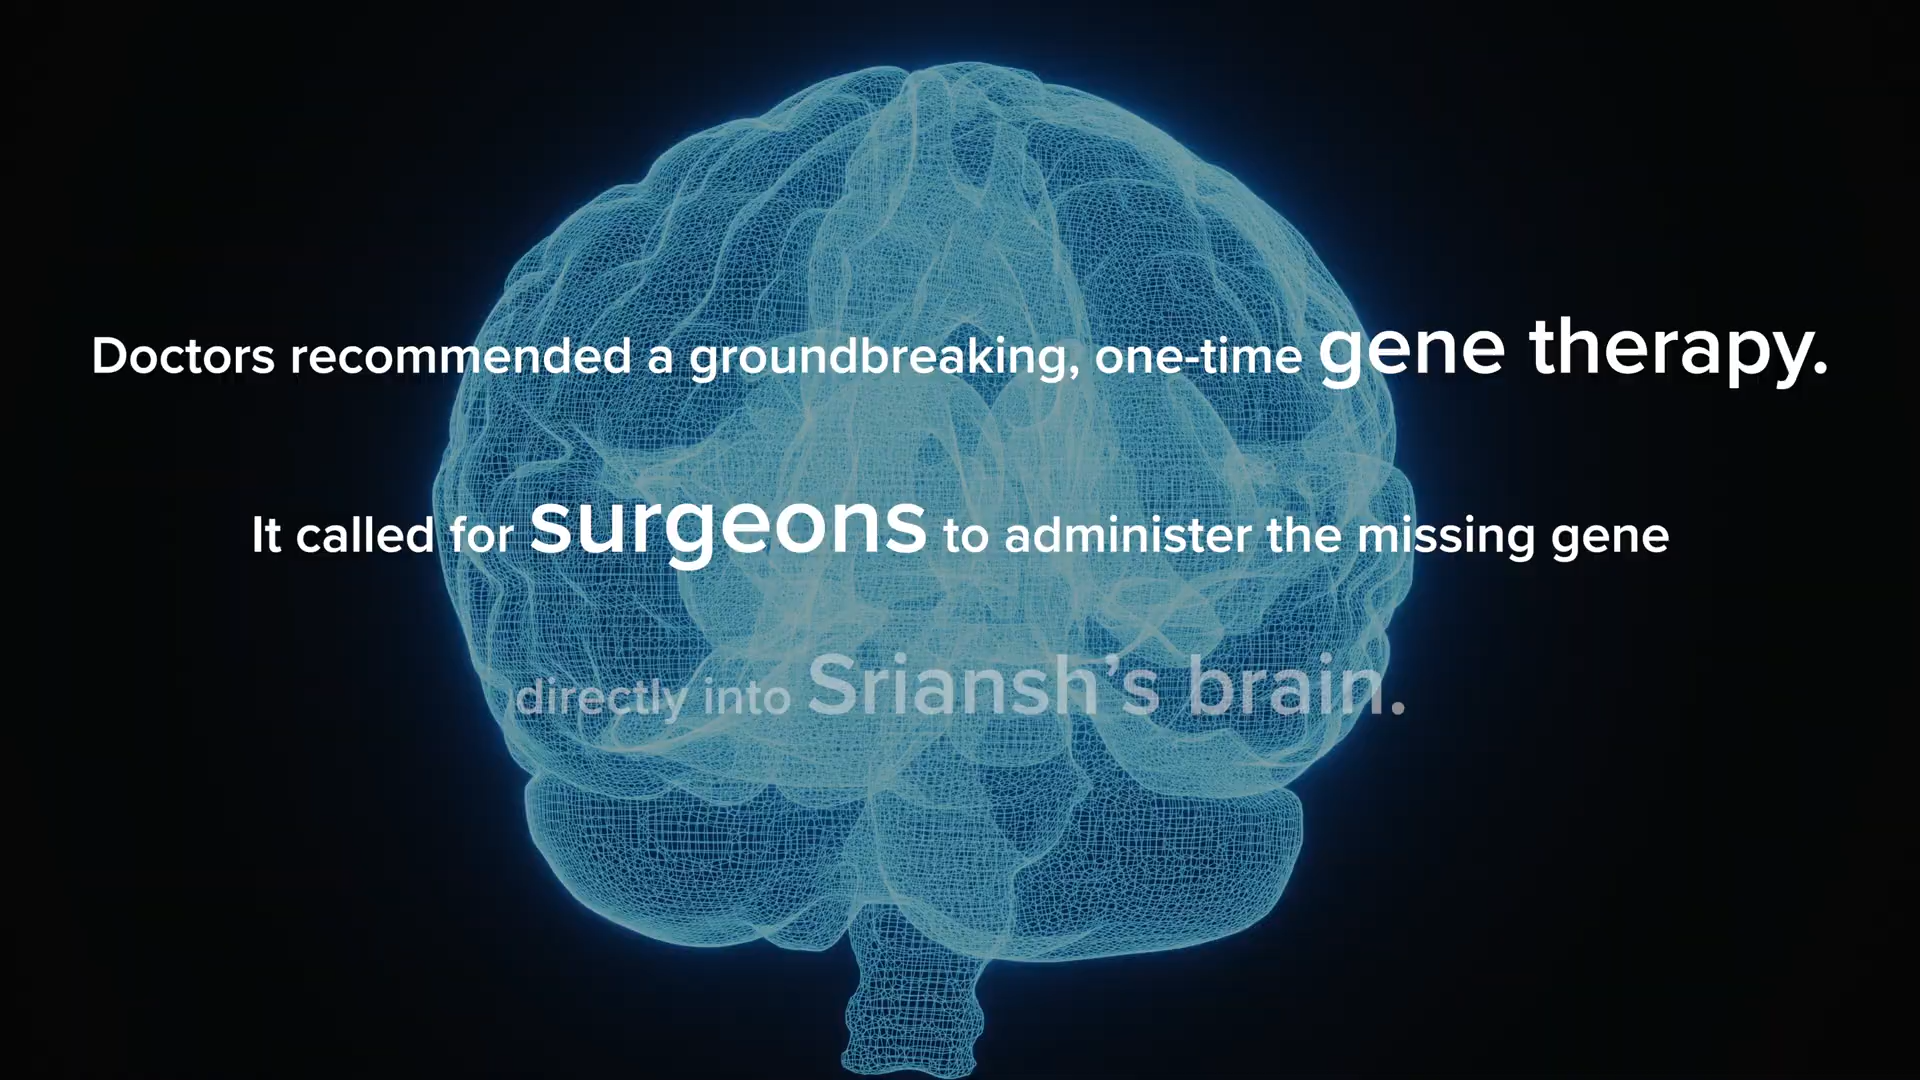 Doctors recommended a groundbreaking, one-time gene therapy.
It called for surgeons to administer the missing gene
directly into Sriansh’s brain.